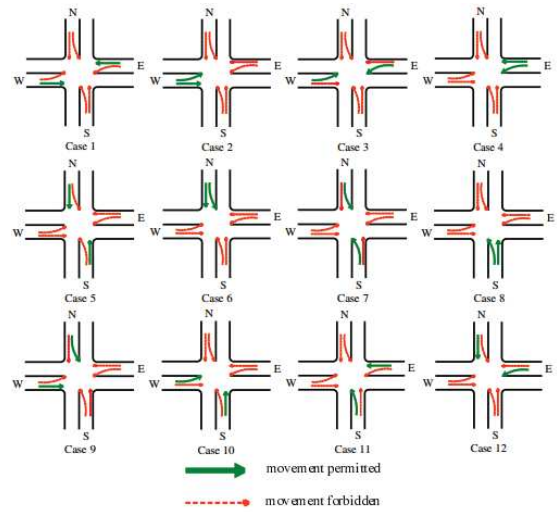 N
N
N
N
W
E
W
E
W
E
W
E
S
S
S
S
Case 1
Case 2
Case 3
Case 4
N
N
N
N
W
E
W
E
W
E
W
E
S
S
S
S
Case 5
Case 6
Case 7
Case 8
N
N
N
N
W
E
W
E
W
E
W
E
S
S
S
S
Case 9
Case 10
Case 11
Case 12
movement permitted
movement forbidden